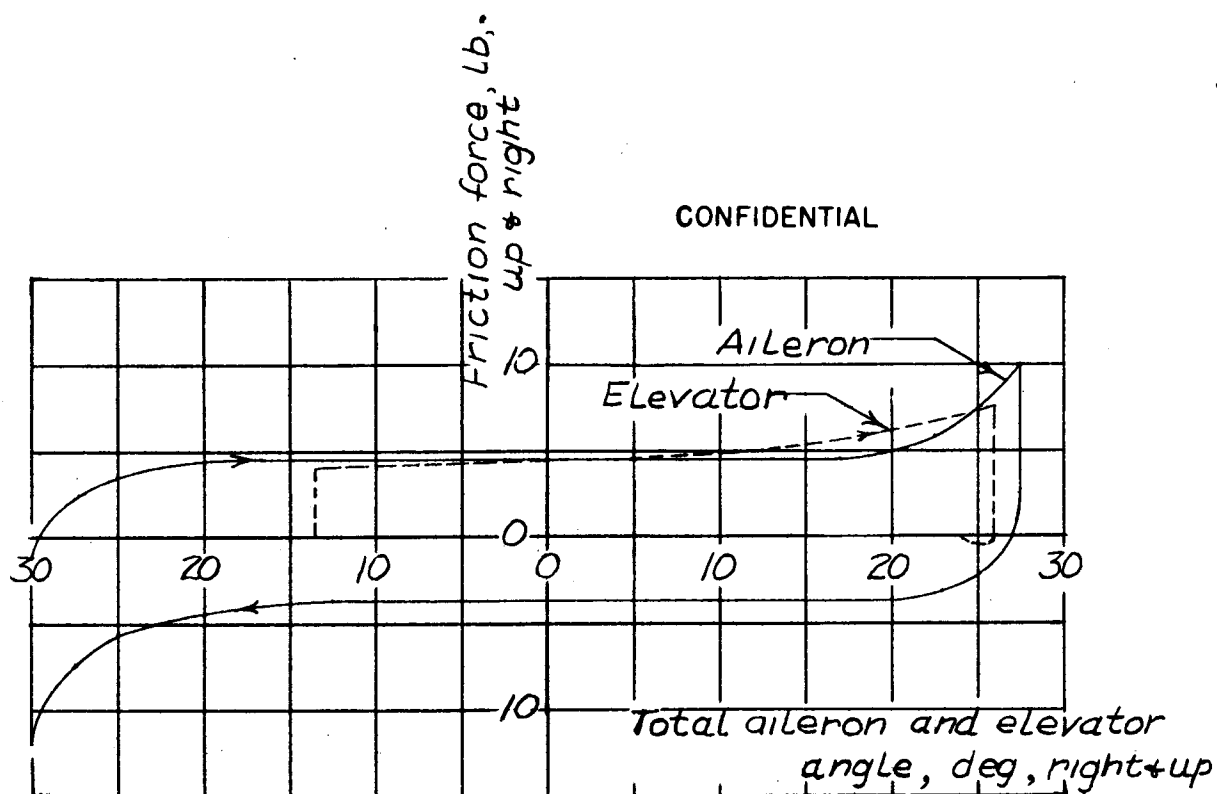 Friction force, Lb,
up & right
CONFIDENTIAL
10
Aileron
Elevator
0
30 20 10 0 10 20 30
10
Total aileron and elevator
angle, deg, right & up